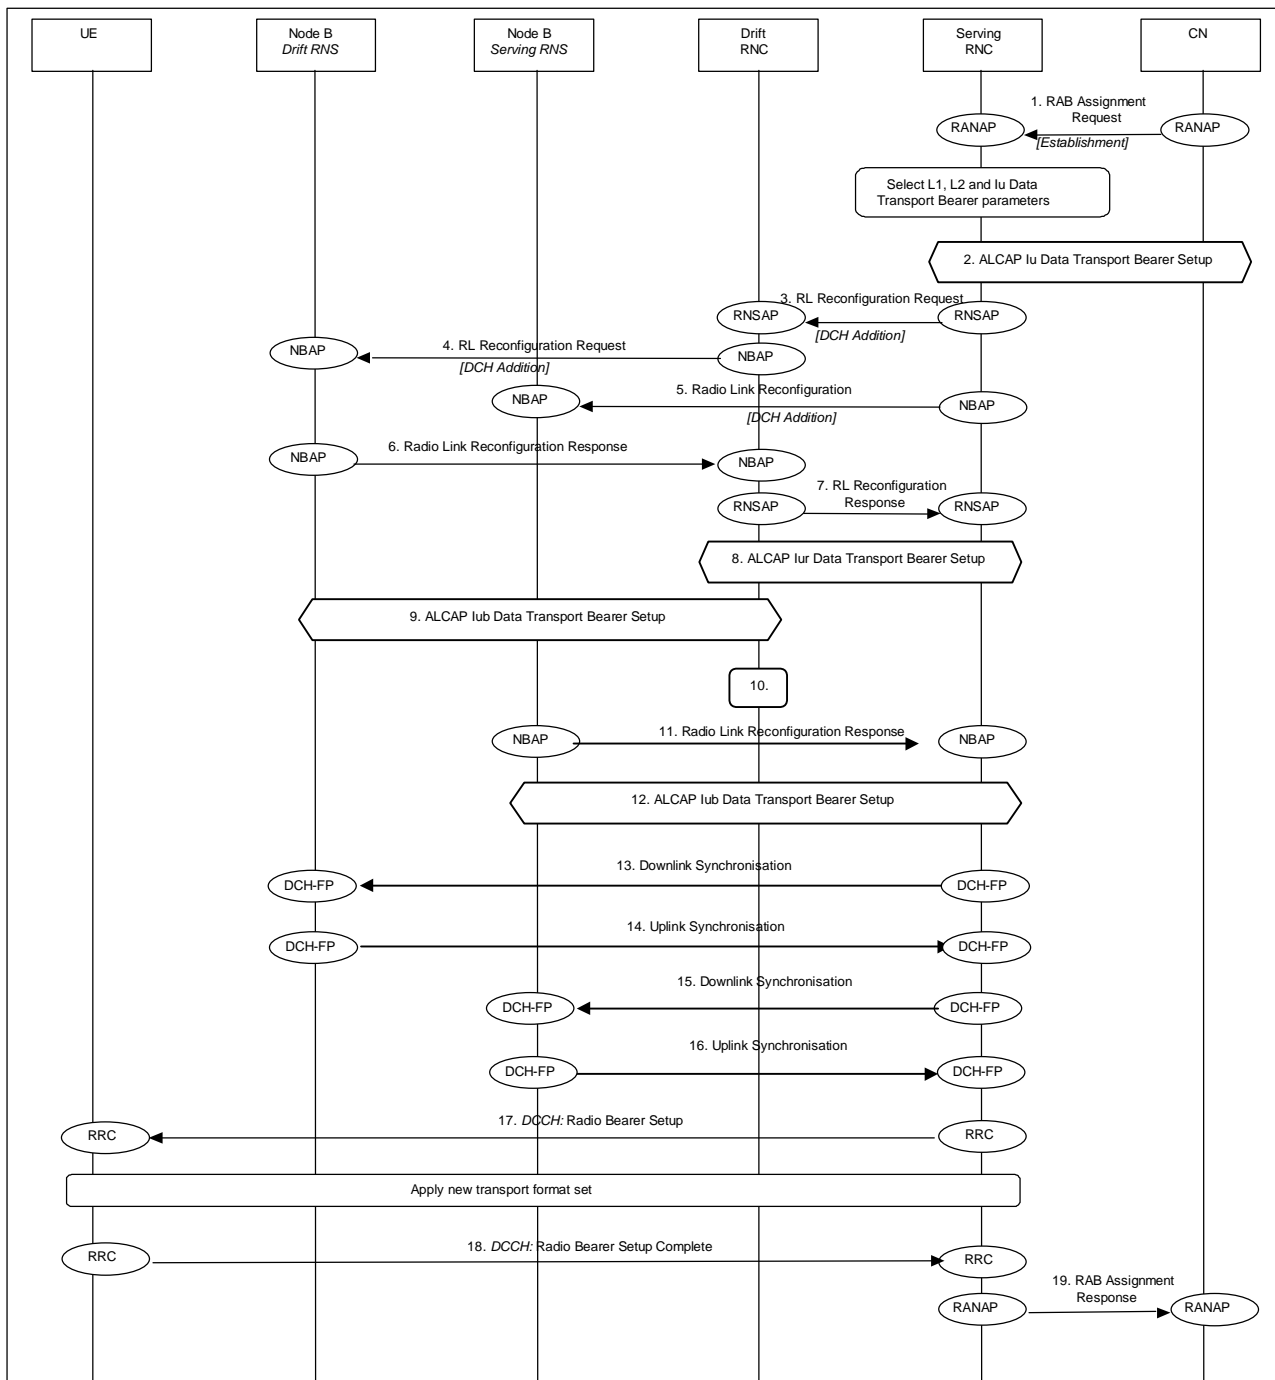 UE
Node B
Drift RNS
Node B
Serving RNS
Drift
RNC
Serving
RNC
CN
1. RAB Assignment
Request
RANAP
RANAP
[Establishment]
Select L1, L2 and Iu Data
Transport Bearer parameters
2. ALCAP Iu Data Transport Bearer Setup
3. RL Reconfiguration Request
RNSAP
RNSAP
[DCH Addition]
4. RL Reconfiguration Request
NBAP
NBAP
[DCH Addition]
5. Radio Link Reconfiguration
NBAP
NBAP
[DCH Addition]
6. Radio Link Reconfiguration Response
NBAP
NBAP
7. RL Reconfiguration
Response
RNSAP
RNSAP
8. ALCAP Iur Data Transport Bearer Setup
9. ALCAP Iub Data Transport Bearer Setup
10.
11. Radio Link Reconfiguration Response
NBAP
NBAP
12. ALCAP Iub Data Transport Bearer Setup
13. Downlink Synchronisation
DCH-FP
DCH-FP
14. Uplink Synchronisation
DCH-FP
DCH-FP
15. Downlink Synchronisation
DCH-FP
DCH-FP
16. Uplink Synchronisation
DCH-FP
DCH-FP
17. DCCH: Radio Bearer Setup
RRC
RRC
Apply new transport format set
18. DCCH: Radio Bearer Setup Complete
RRC
RRC
19. RAB Assignment
Response
RANAP
RANAP